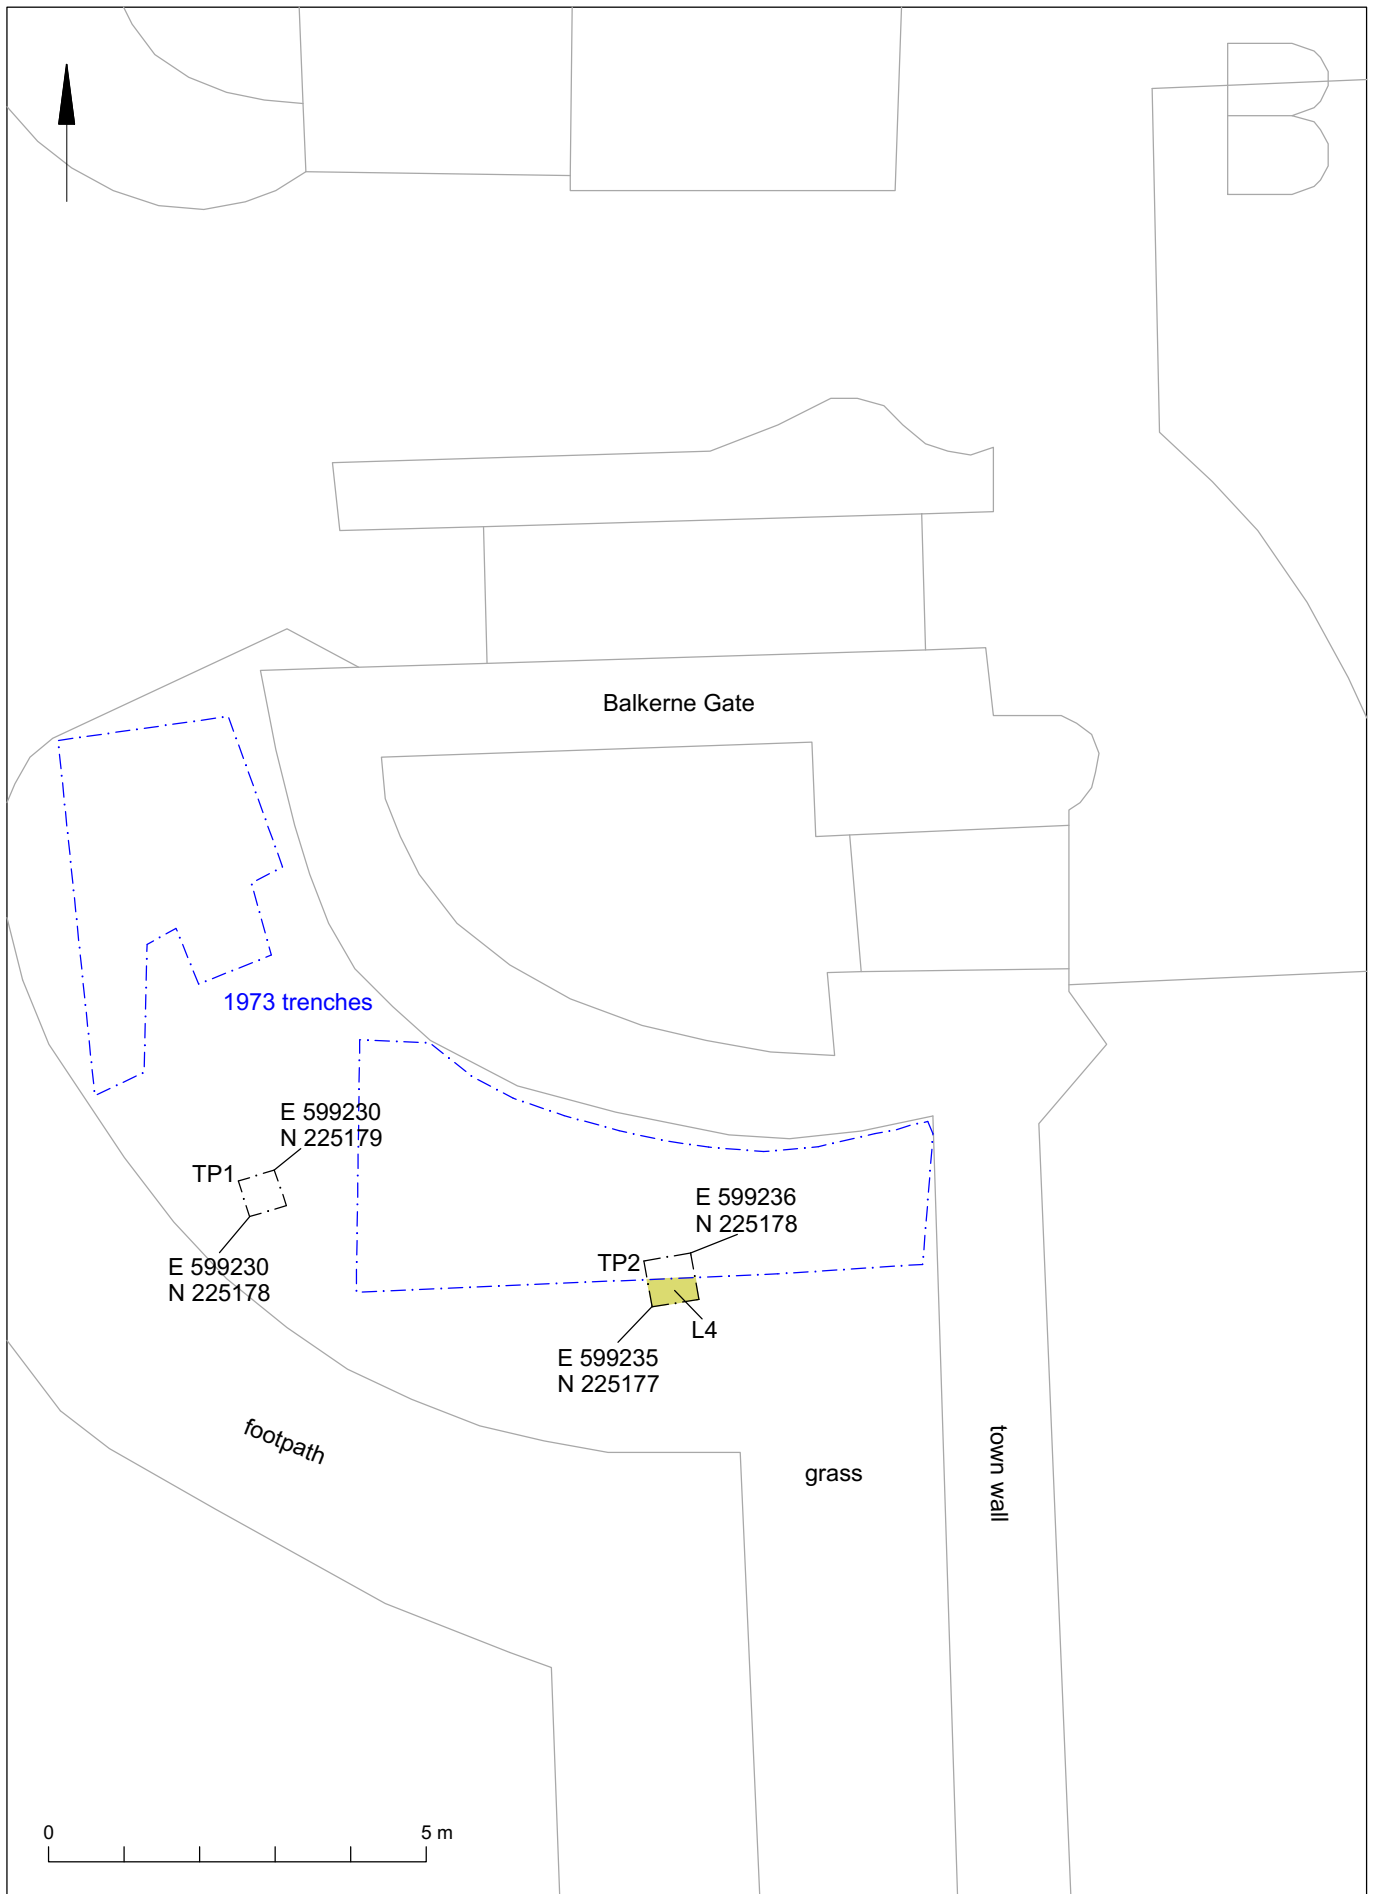 Balkerne Gate
1973 trenches
E 599230
N 225179
TP1
E 599230
N 225178
E 599236
N 225178
TP2
L4
E 599235
N 225177
footpath
grass
town wall
0
5 m